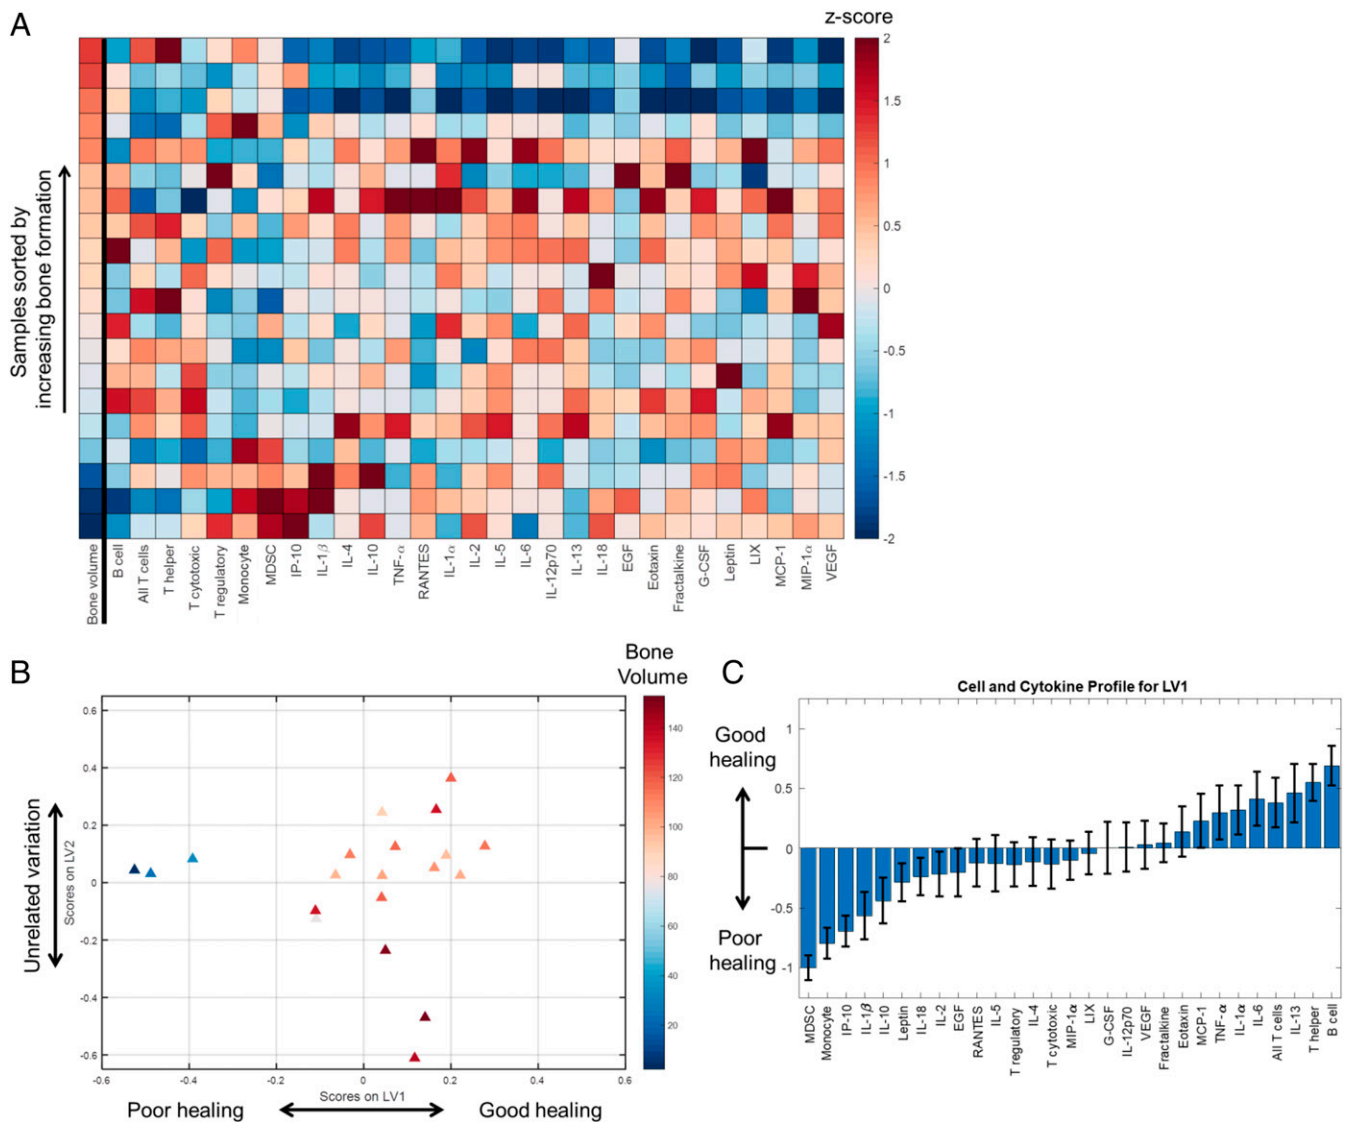 A
z-score
2
1.5
1
0.5
0
-0.5
-1
-1.5
-2
Samples sorted by
increasing bone formation
Bone volume
B cell
All T cells
T helper
T cytotoxic
T regulatory
Monocyte
MDSC
IP-10
IL-1β
IL-4
IL-10
TNF-α
RANTES
IL-1α
IL-2
IL-5
IL-6
IL-12p70
IL-13
IL-18
EGF
Eotaxin
Fractalkine
G-CSF
Leptin
LIX
MCP-1
MIP-1α
VEGF
B
Bone
Volume
140
120
100
80
60
40
20
Unrelated variation
Scores on LV2
0.6
0.4
0.2
0
-0.2
-0.4
-0.6
-0.6
-0.4
-0.2
0
0.2
0.4
0.6
Scores on LV1
Poor healing
Good healing
C
Cell and Cytokine Profile for LV1
Good
healing
Poor
healing
1
0.5
0
-0.5
-1
MDSC
Monocyte
IP-10
IL-1β
IL-10
Leptin
IL-18
IL-2
EGF
RANTES
IL-5
T regulatory
IL-4
T cytotoxic
MIP-1α
LIX
G-CSF
IL-12p70
VEGF
Fractalkine
Eotaxin
MCP-1
TNF-α
IL-1α
IL-6
All T cells
IL-13
T helper
B cell